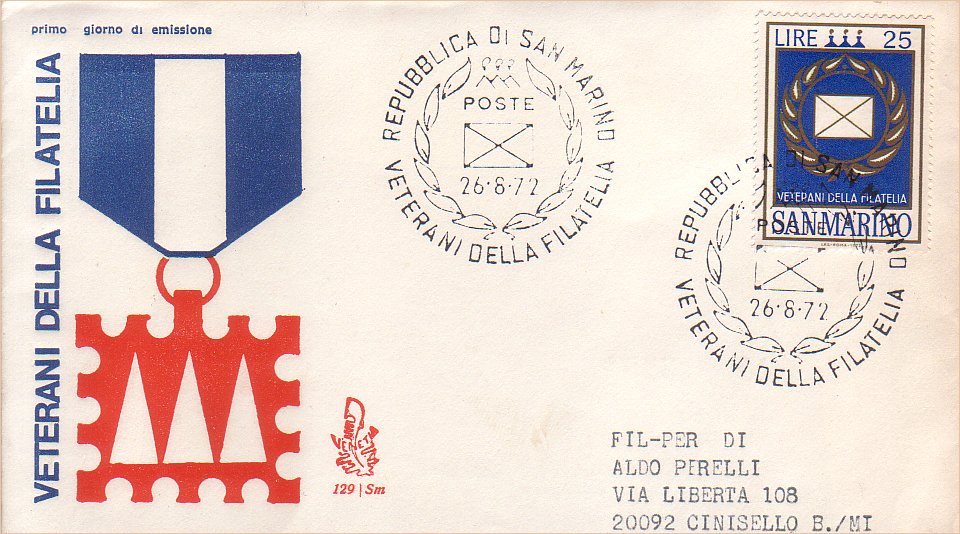 primo giorno di emissione
VETERANI DELLA FILATELIA
REPUBBLICA DI SAN MARINO
POSTE
26·8·72
VETERANI DELLA FILATELIA
LIRE 25
VETERANI DELLA FILATELIA
SAN MARINO
REPUBBLICA DI SAN MARINO
POSTE
26·8·72
VETERANI DELLA FILATELIA
129 | Sm
FIL-PER DI
ALDO PERELLI
VIA LIBERTA 108
20092 CINISELLO B./MI